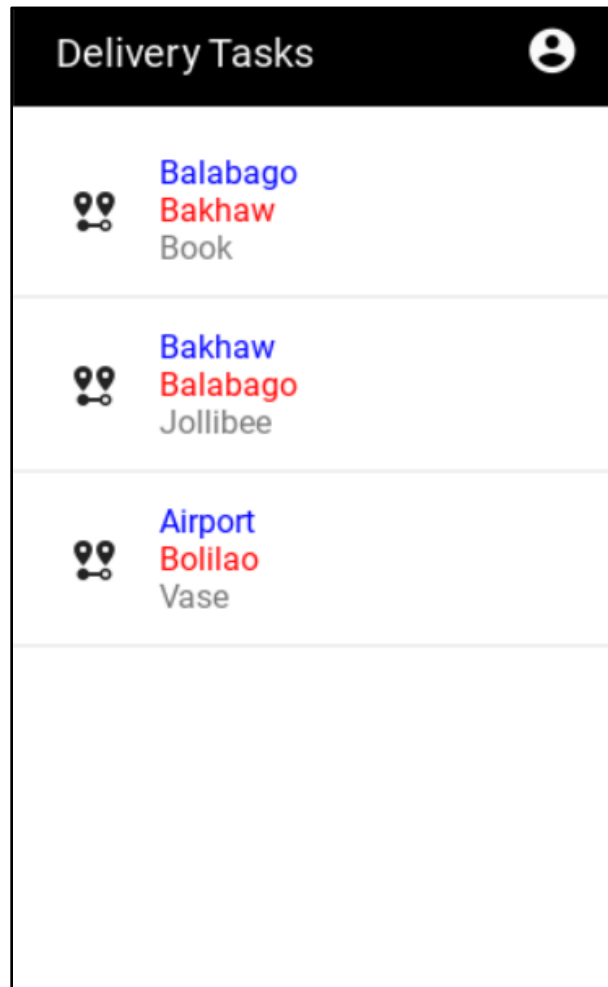 Delivery Tasks
Balabago
Bakhaw
Book
Bakhaw
Balabago
Jollibee
Airport
Bolilao
Vase